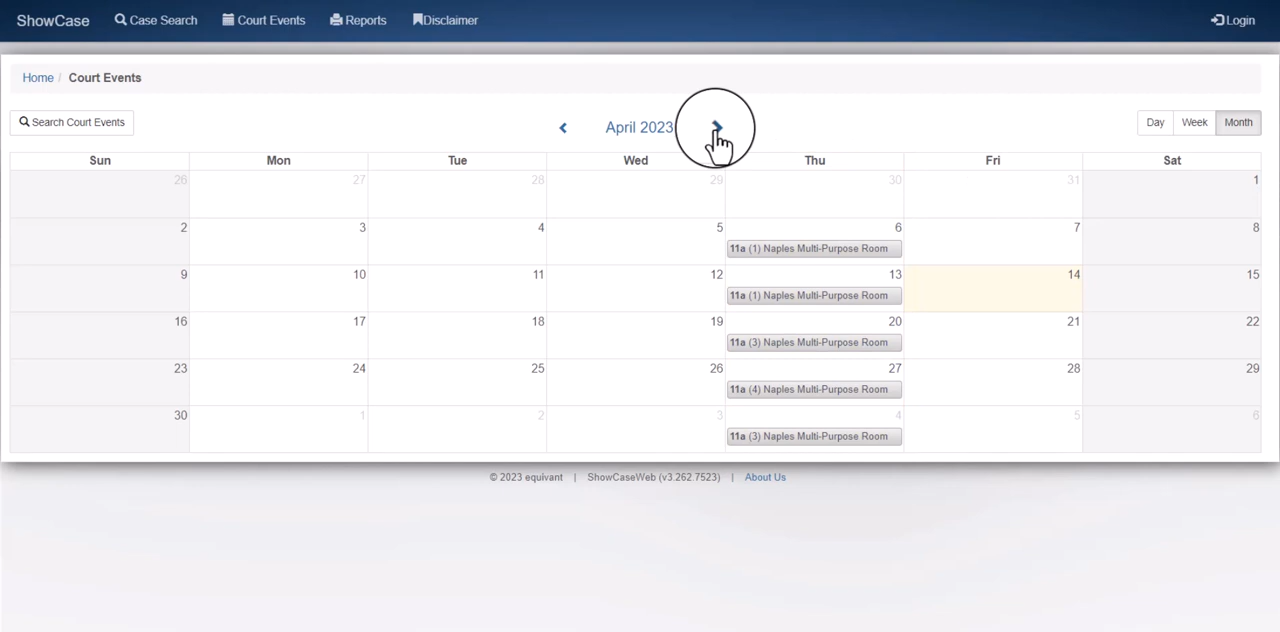 ShowCase Case Search Court Events Reports Disclaimer Login
Home / Court Events
Search Court Events April 2023 Day Week Month
Sun Mon Tue Wed Thu Fri Sat
26 27 28 29 30 31 1
2 3 4 5 6 7 8
11a (1) Naples Multi-Purpose Room
9 10 11 12 13 14 15
11a (1) Naples Multi-Purpose Room
16 17 18 19 20 21 22
11a (3) Naples Multi-Purpose Room
23 24 25 26 27 28 29
11a (4) Naples Multi-Purpose Room
30 1 2 3 4 5 6
11a (3) Naples Multi-Purpose Room
© 2023 equivant | ShowCaseWeb (v3.262.7523) | About Us